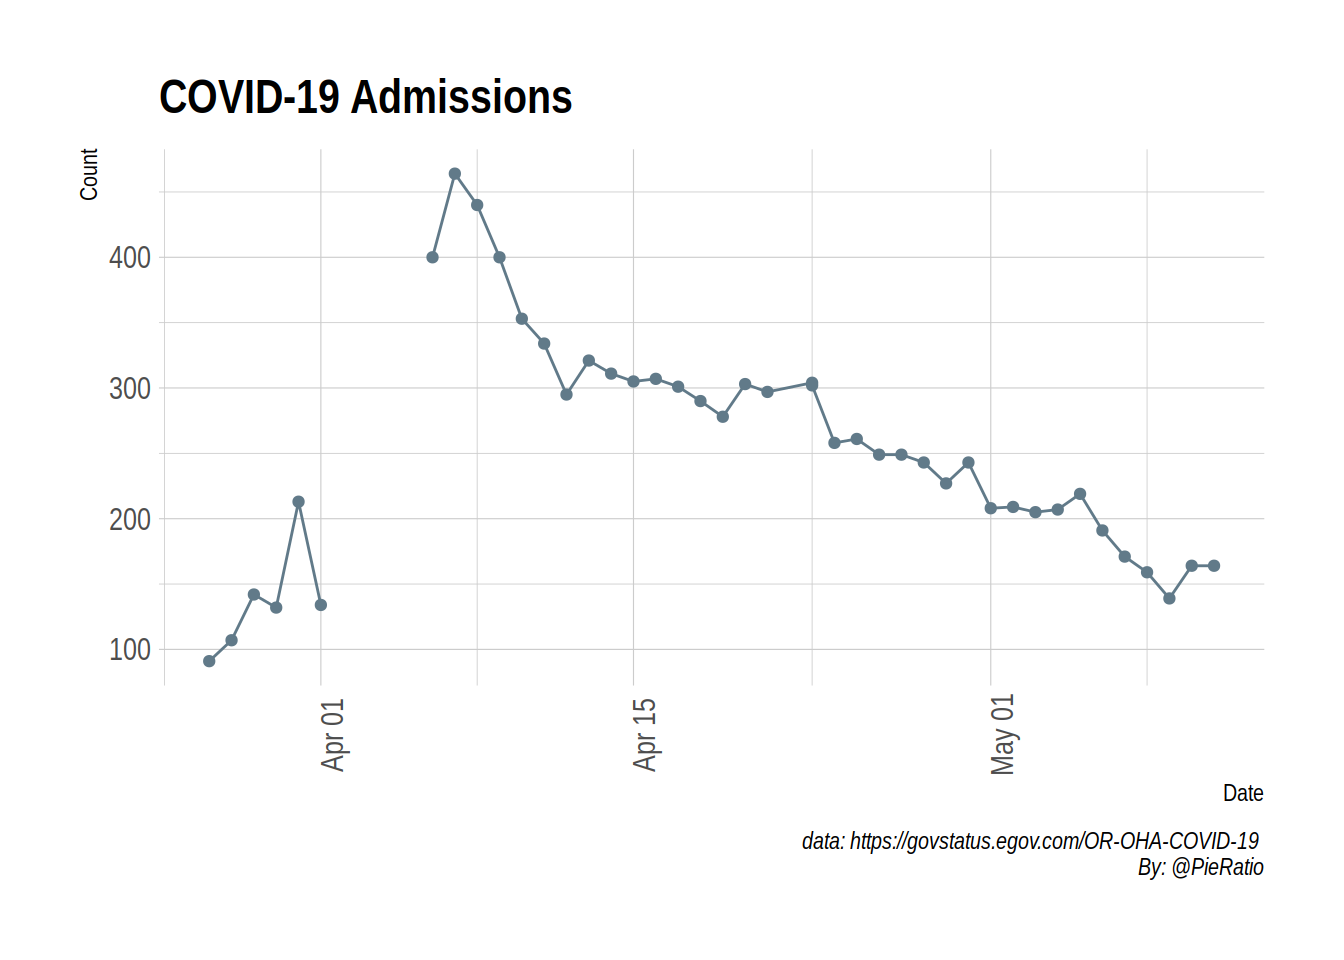 COVID-19 Admissions
Count
400
300
200
100
Apr 01
Apr 15
May 01
Date
data: https://govstatus.egov.com/OR-OHA-COVID-19
By: @PieRatio